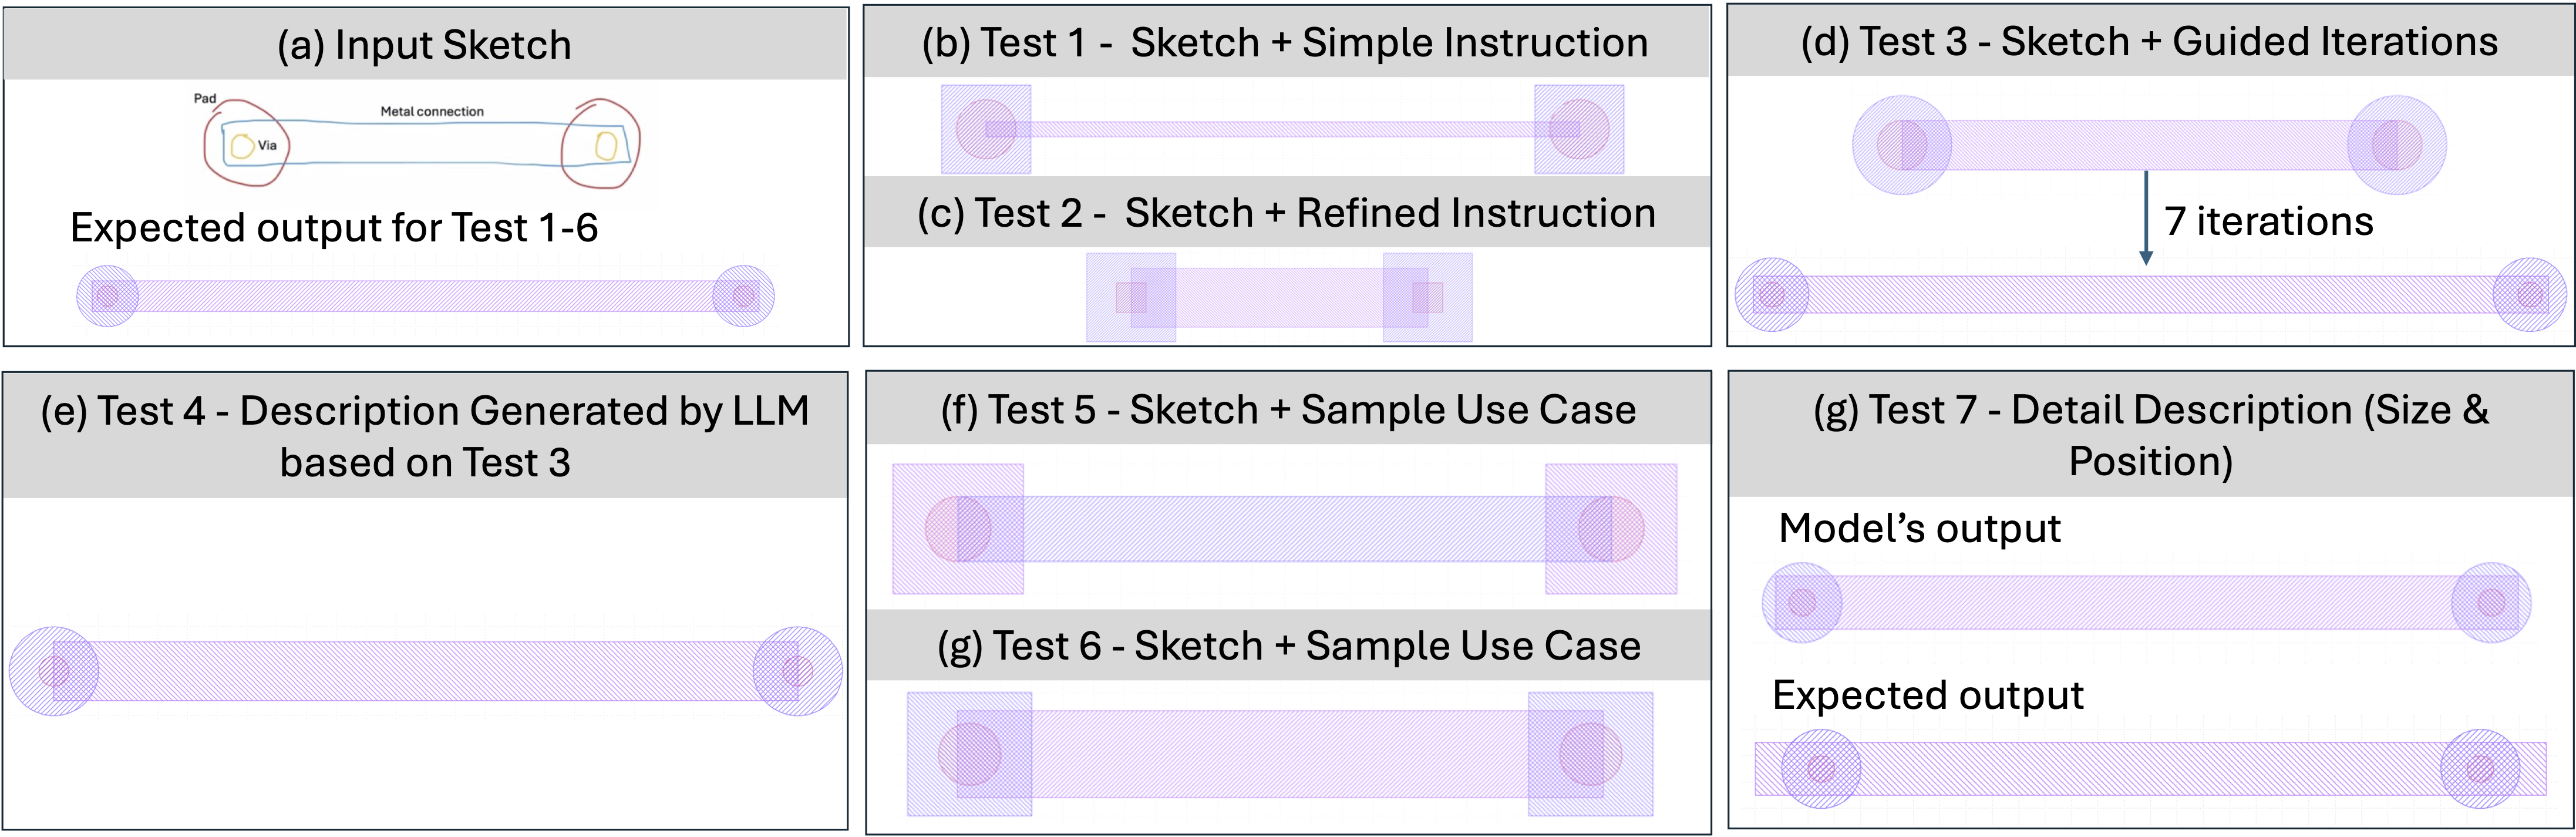 (a) Input Sketch
Pad
Metal connection
Via
Expected output for Test 1-6
(b) Test 1 - Sketch + Simple Instruction
(c) Test 2 - Sketch + Refined Instruction
(d) Test 3 - Sketch + Guided Iterations
7 iterations
(e) Test 4 - Description Generated by LLM
based on Test 3
(f) Test 5 - Sketch + Sample Use Case
(g) Test 6 - Sketch + Sample Use Case
(g) Test 7 - Detail Description (Size &
Position)
Model’s output
Expected output